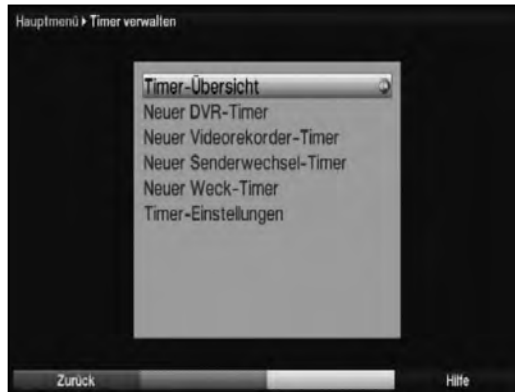 Hauptmenü ▸ Timer verwalten
Timer-Übersicht
Neuer DVR-Timer
Neuer Videorekorder-Timer
Neuer Senderwechsel-Timer
Neuer Weck-Timer
Timer-Einstellungen
Zurück Hilfe